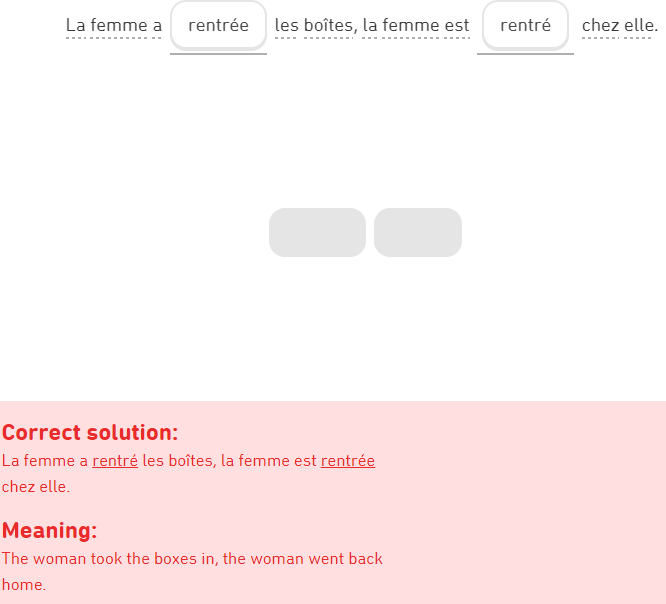 La femme a rentrée les boîtes, la femme est rentré chez elle.
Correct solution:
La femme a rentré les boîtes, la femme est rentrée
chez elle.
Meaning:
The woman took the boxes in, the woman went back
home.